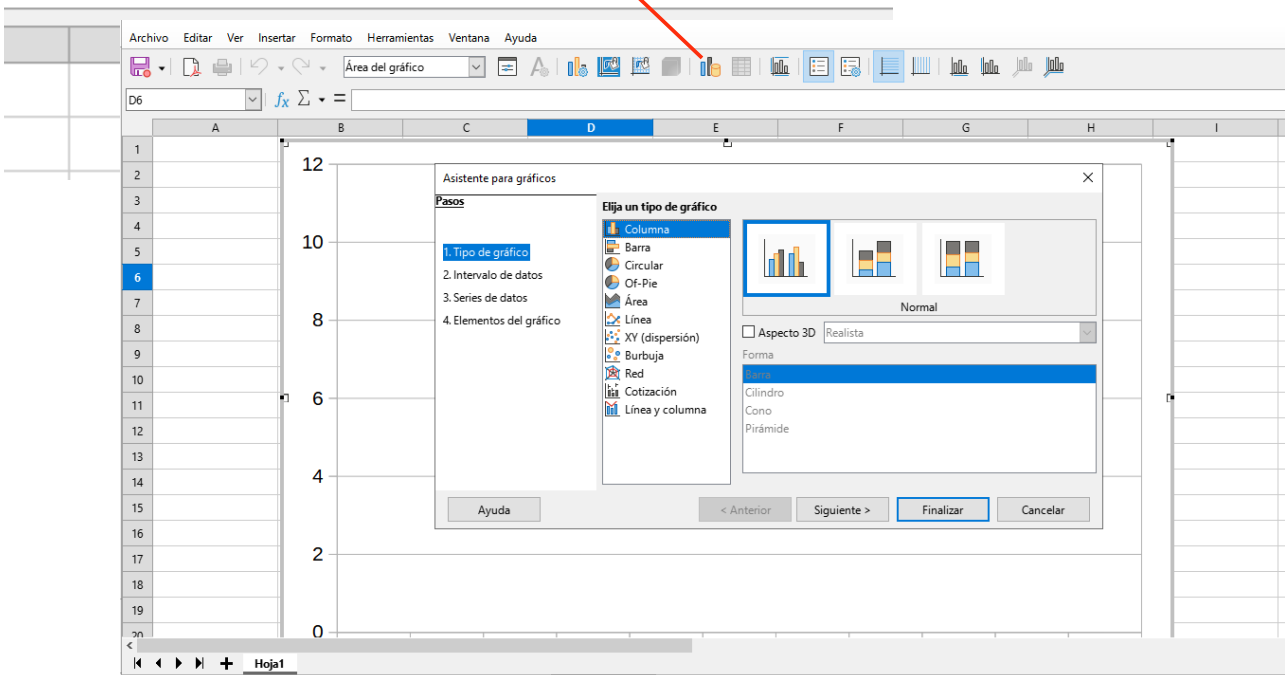 Archivo Editar Ver Insertar Formato Herramientas Ventana Ayuda
Área del gráfico
D6 fx Σ =
A B C D E F G H I
1
2
3
4
5
6
7
8
9
10
11
12
13
14
15
16
17
18
19
20
12
10
8
6
4
2
0
Asistente para gráficos
Pasos
1. Tipo de gráfico
2. Intervalo de datos
3. Series de datos
4. Elementos del gráfico
Elija un tipo de gráfico
Columna
Barra
Circular
Of-Pie
Área
Línea
XY (dispersión)
Burbuja
Red
Cotización
Línea y columna
Normal
Aspecto 3D Realista
Forma
Barra
Cilindro
Cono
Pirámide
Ayuda < Anterior Siguiente > Finalizar Cancelar
Hoja1